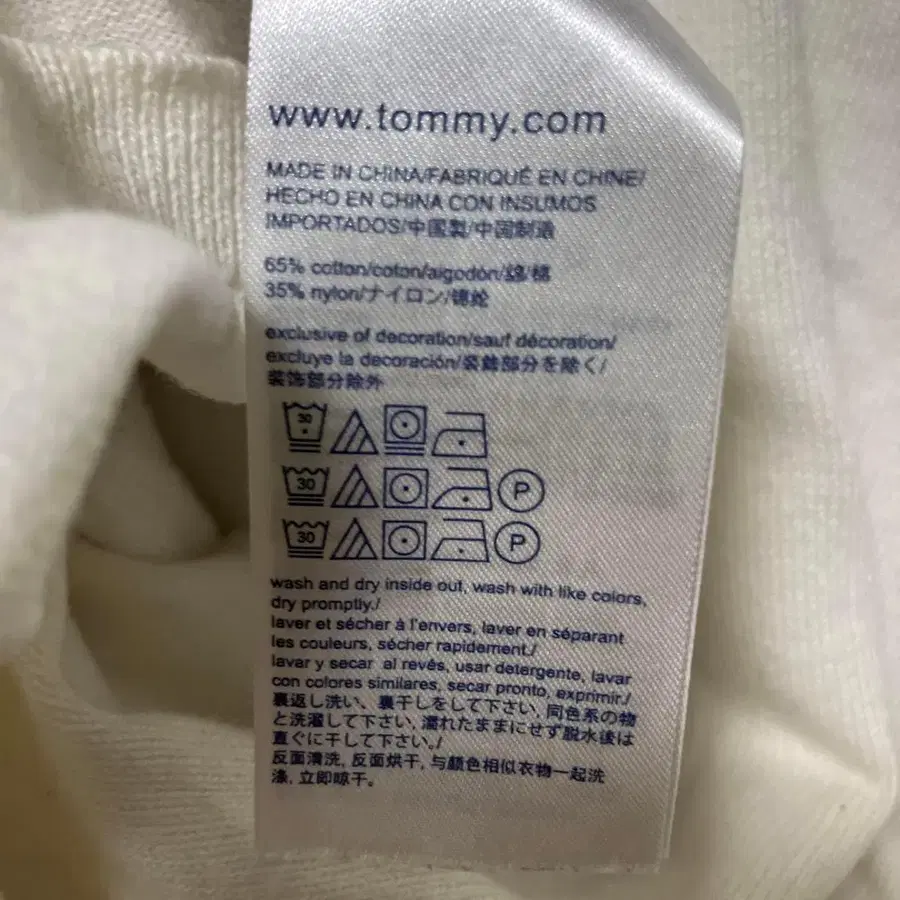 www.tommy.com
MADE IN CHINA/FABRIQUÉ EN CHINE/
HECHO EN CHINA CON INSUMOS
IMPORTADOS/中国製/中国制造
65% cotton/coton/algodón/綿/棉
35% nylon/ナイロン/锦纶
exclusive of decoration/sauf décoration/
excluye la decoración/装飾部分を除く/
装饰部分除外
30
30 P
30 P
wash and dry inside out, wash with like colors,
dry promptly./
laver et sécher à l'envers, laver en séparant
les couleurs, sécher rapidement./
lavar y secar al revés, usar detergente, lavar
con colores similares, secar pronto, exprimir./
裏返し洗い、裏干しをして下さい, 同色系の物
と洗濯して下さい, 濡れたままにせず脱水後は
直ぐに干して下さい。/
反面清洗, 反面烘干, 与颜色相似衣物一起洗
涤, 立即晾干。